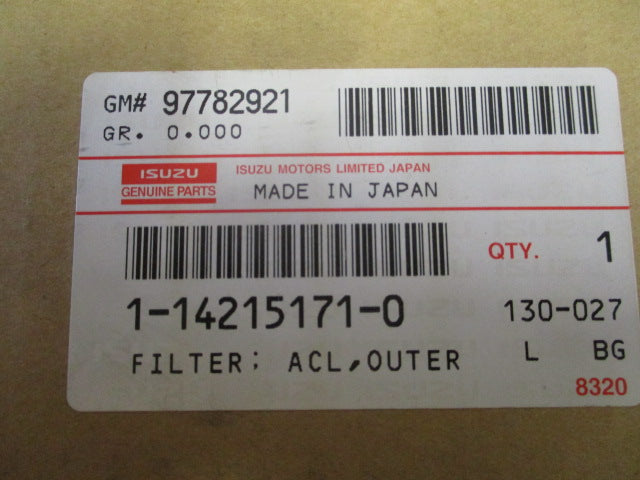 GM# 97782921
GR. 0.000
ISUZU
GENUINE PARTS
ISUZU MOTORS LIMITED JAPAN
MADE IN JAPAN
QTY. 1
1-14215171-0
130-027
FILTER; ACL,OUTER
L BG
8320